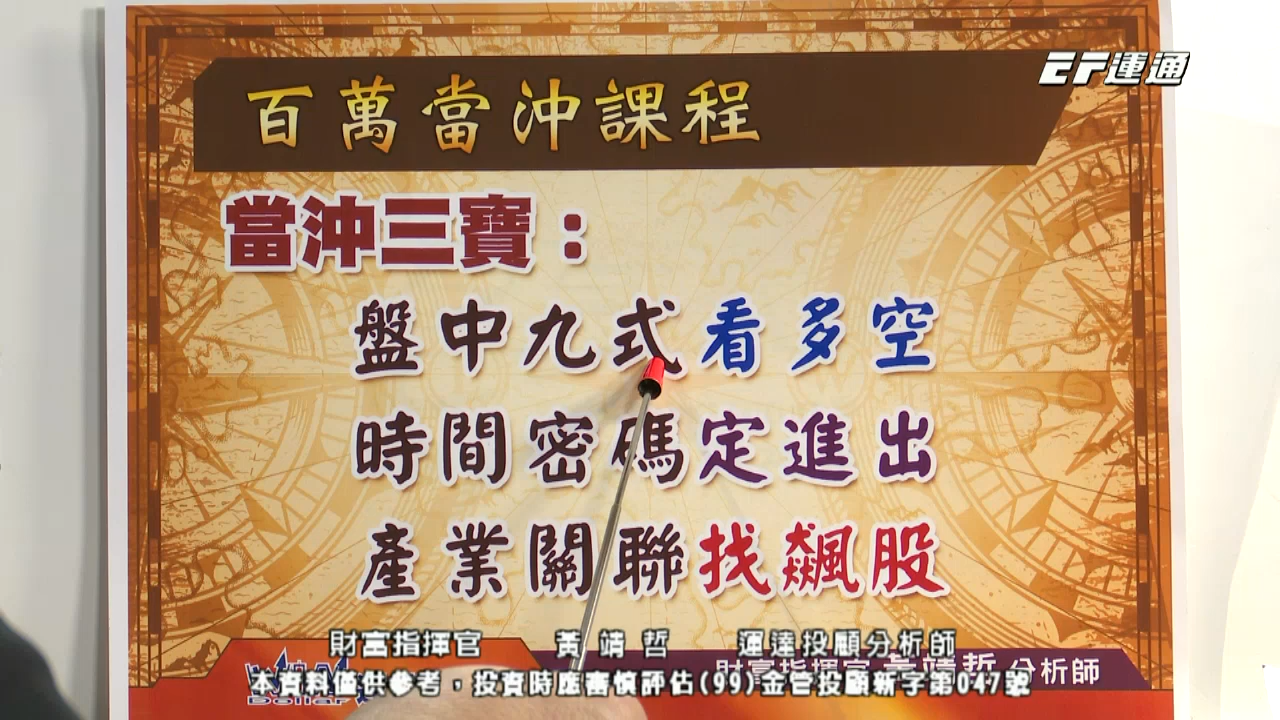 EF運通
百萬當沖課程
當沖三寶：
盤中九式看多空
時間密碼定進出
產業關聯找飆股
財富指揮官 黃靖哲 運達投顧分析師
財富指揮官 黃靖哲 分析師
本資料僅供參考，投資時應審慎評估(99)金管投顧新字第047號